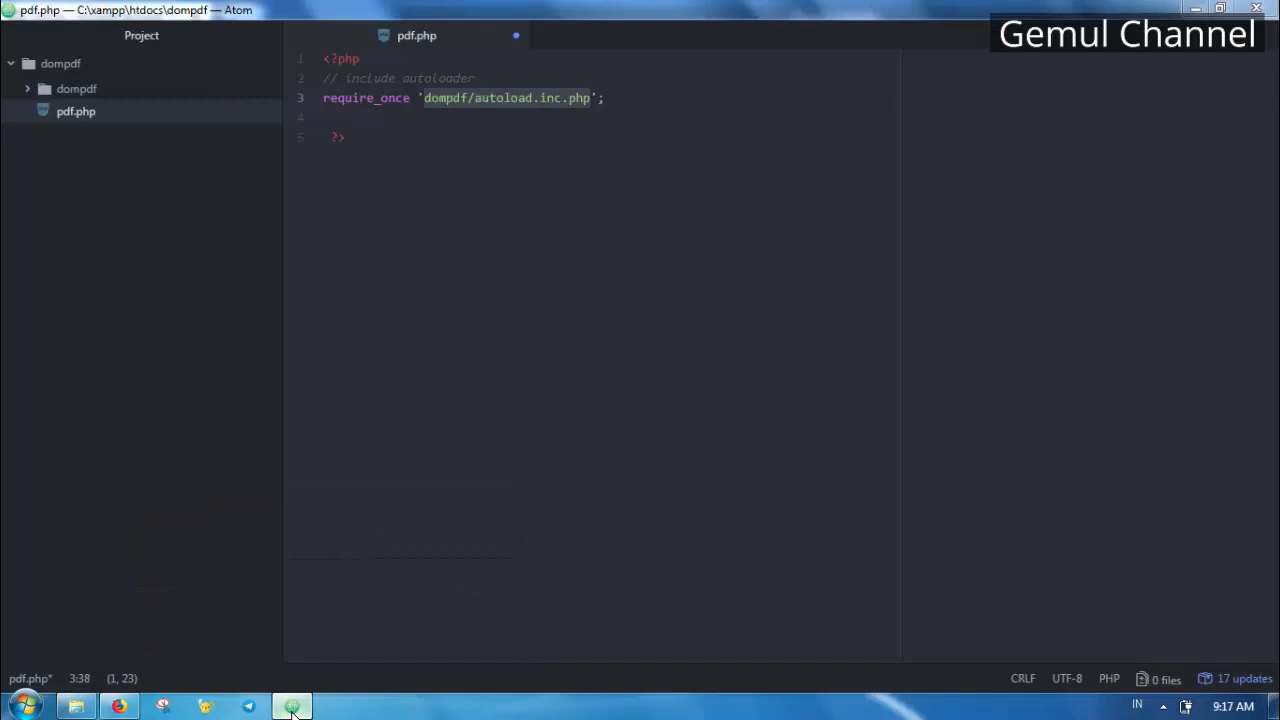 pdf.php — C:\xampp\htdocs\dompdf — Atom
Gemul Channel
Project
pdf.php
dompdf
dompdf
pdf.php
1 <?php
2 // include autoloader
3 require_once 'dompdf/autoload.inc.php';
4
5 ?>
pdf.php* 3:38 (1, 23)
CRLF UTF-8 PHP 0 files 17 updates
IN 9:17 AM